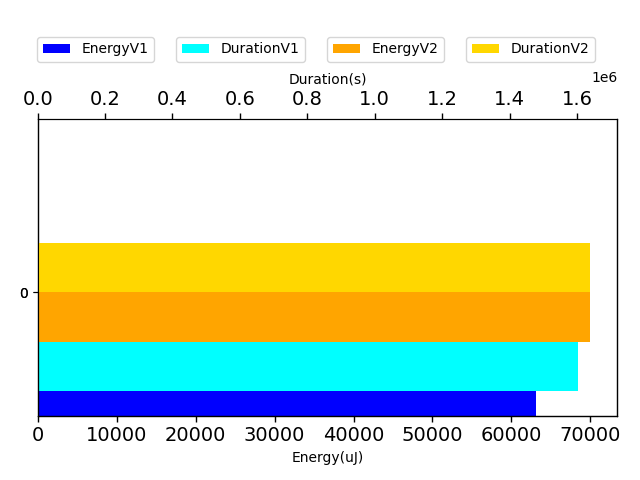 EnergyV1 DurationV1 EnergyV2 DurationV2
Duration(s) 1e6
0.0 0.2 0.4 0.6 0.8 1.0 1.2 1.4 1.6
0
0 10000 20000 30000 40000 50000 60000 70000
Energy(uJ)